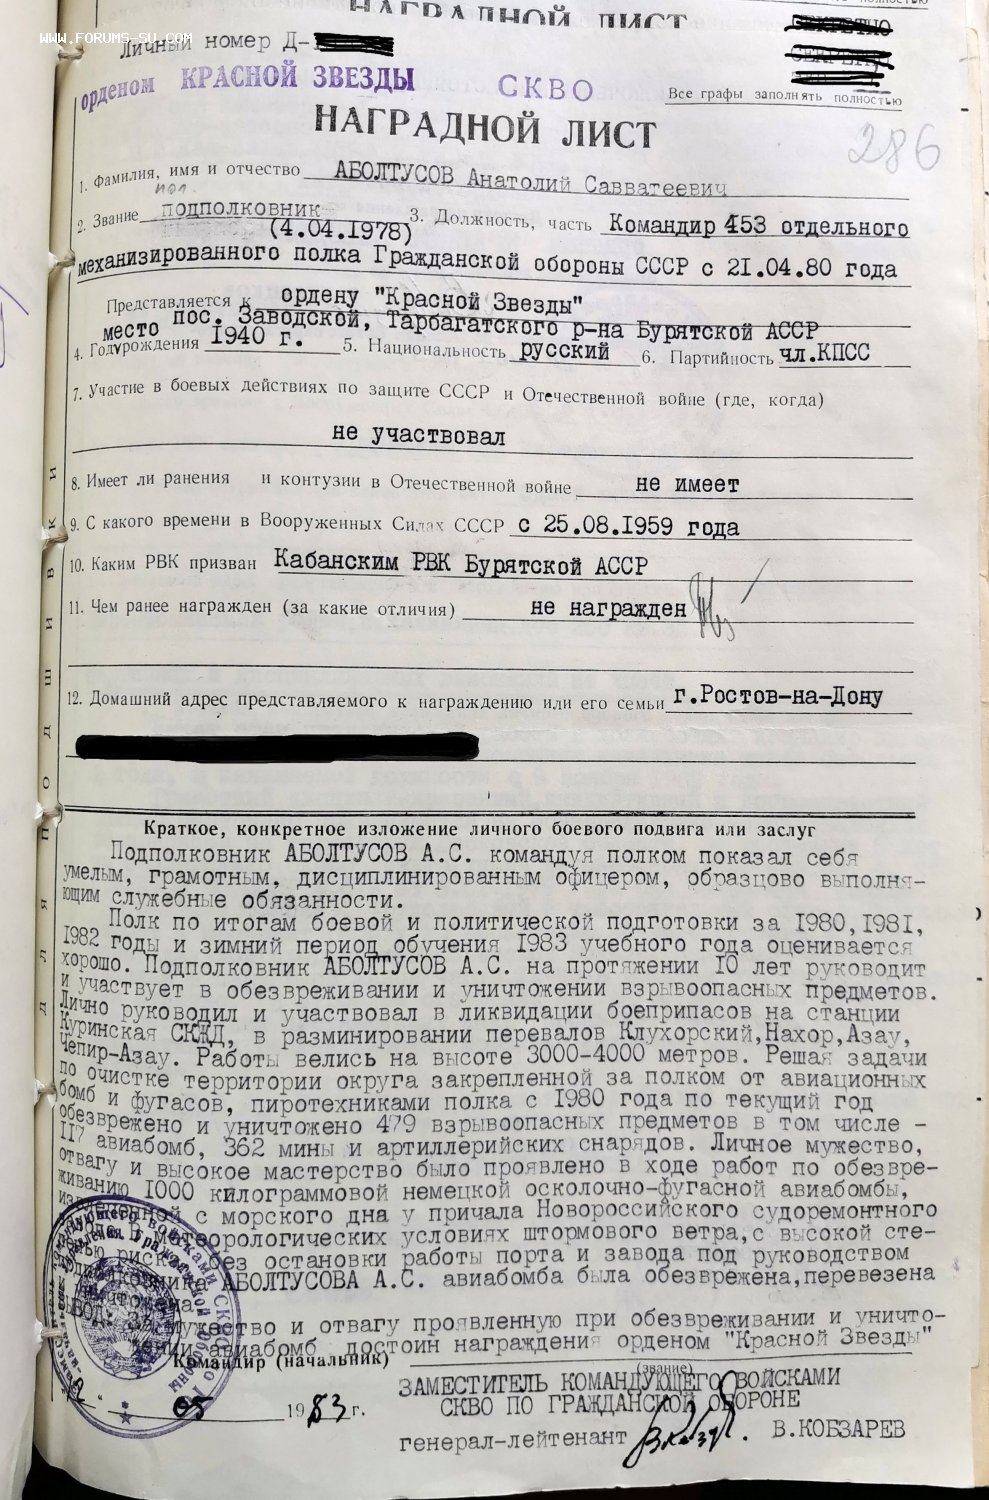 НАГРАДНОЙ ЛИСТ
WWW.FORUMS-SU.COM
Личный номер Д-
орденом КРАСНОЙ ЗВЕЗДЫ СКВО
Все графы заполнять полностью
НАГРАДНОЙ ЛИСТ
286
1. Фамилия, имя и отчество АБОЛТУСОВ Анатолий Савватеевич
2. Звание подполковник 3. Должность, часть Командир 453 отдельного
(4.04.1978)
механизированного полка Гражданской обороны СССР с 21.04.80 года
Представляется к ордену "Красной Звезды"
место пос. Заводской, Тарбагатского р-на Бурятской АССР
4. Год рождения 1940 г. 5. Национальность русский 6. Партийность чл.КПСС
7. Участие в боевых действиях по защите СССР и Отечественной войне (где, когда)
не участвовал
8. Имеет ли ранения и контузии в Отечественной войне не имеет
9. С какого времени в Вооруженных Силах СССР с 25.08.1959 года
10. Каким РВК призван Кабанским РВК Бурятской АССР
11. Чем ранее награжден (за какие отличия) не награжден
12. Домашний адрес представляемого к награждению или его семьи г.Ростов-на-Дону
для подшивки
Краткое, конкретное изложение личного боевого подвига или заслуг
Подполковник АБОЛТУСОВ А.С. командуя полком показал себя
умелым, грамотным, дисциплинированным офицером, образцово выполня-
ющим служебные обязанности.
Полк по итогам боевой и политической подготовки за 1980,1981,
1982 годы и зимний период обучения 1983 учебного года оценивается
хорошо. Подполковник АБОЛТУСОВ А.С. на протяжении 10 лет руководит
и участвует в обезвреживании и уничтожении взрывоопасных предметов.
Лично руководил и участвовал в ликвидации боеприпасов на станции
Куринская СКЖД, в разминировании перевалов Клухорский,Нахор,Азау,
Чепир-Азау. Работы велись на высоте 3000-4000 метров. Решая задачи
по очистке территории округа закрепленной за полком от авиационных
бомб и фугасов, пиротехниками полка с 1980 года по текущий год
обезврежено и уничтожено 479 взрывоопасных предметов в том числе -
117 авиабомб, 362 мины и артиллерийских снарядов. Личное мужество,
отвагу и высокое мастерство было проявлено в ходе работ по обезвре-
живанию 1000 килограммовой немецкой осколочно-фугасной авиабомбы,
с морского дна у причала Новороссийского судоремонтного
В метеорологических условиях штормового ветра,с высокой сте-
риска, без остановки работы порта и завода под руководством
подполковника АБОЛТУСОВА А.С. авиабомба была обезврежена,перевезена
уничтожена.
ВЫВОД: За мужество и отвагу проявленную при обезвреживании и уничто-
жении авиабомб достоин награждения орденом "Красной Звезды"
Командир (начальник)
(звание)
ЗАМЕСТИТЕЛЬ КОМАНДУЮЩЕГО ВОЙСКАМИ
СКВО ПО ГРАЖДАНСКОЙ ОБОРОНЕ
05 1983 г.
генерал-лейтенант В.КОБЗАРЕВ